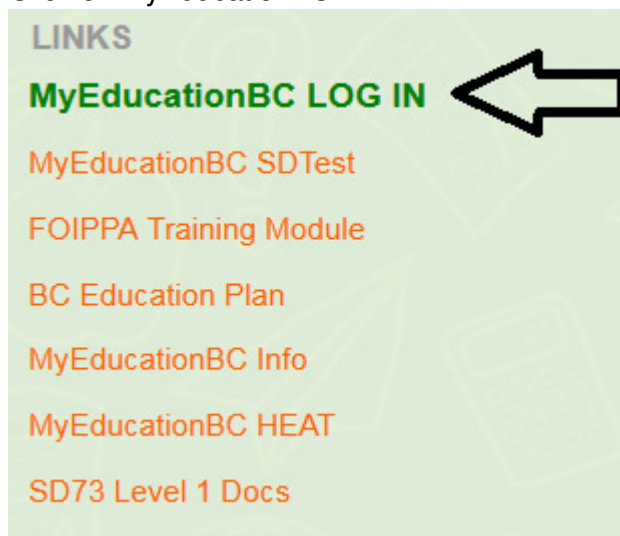 LINKS
MyEducationBC LOG IN
MyEducationBC SDTest
FOIPPA Training Module
BC Education Plan
MyEducationBC Info
MyEducationBC HEAT
SD73 Level 1 Docs